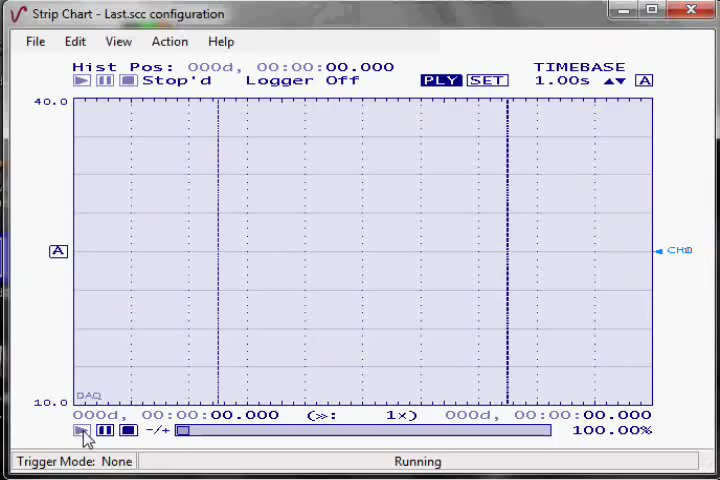 Strip Chart - Last.scc configuration
File Edit View Action Help
Hist Pos: 000d, 00:00:00.000 TIMEBASE
Stop'd Logger Off PLY SET 1.00s A
40.0
A
10.0
DAQ
000d, 00:00:00.000 (>>: 1x) 000d, 00:00:00.000
-/+ 100.00%
Trigger Mode: None Running